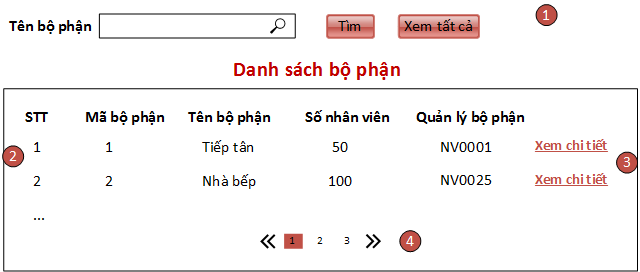 Tên bộ phận Tìm Xem tất cả 1
Danh sách bộ phận
STT Mã bộ phận Tên bộ phận Số nhân viên Quản lý bộ phận
1 1 Tiếp tân 50 NV0001 Xem chi tiết
2 3
2 2 Nhà bếp 100 NV0025 Xem chi tiết
...
1 2 3 4